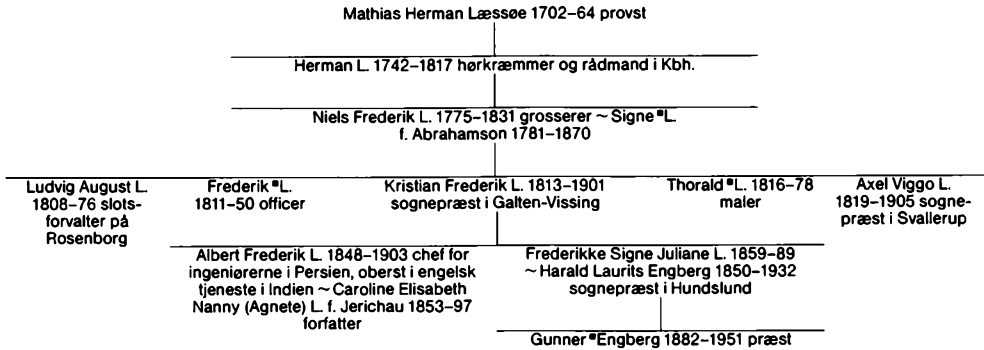 Mathias Herman Læssøe 1702–64 provst
Herman L. 1742–1817 hørkræmmer og rådmand i Kbh.
Niels Frederik L. 1775–1831 grosserer ~ Signe *L.
f. Abrahamson 1781–1870
Ludvig August L.
1808–76 slots-
forvalter på
Rosenborg
Frederik *L.
1811–50 officer
Kristian Frederik L. 1813–1901
sognepræst i Galten-Vissing
Thorald *L. 1816–78
maler
Axel Viggo L.
1819–1905 sogne-
præst i Svallerup
Albert Frederik L. 1848–1903 chef for
ingeniørerne i Persien, oberst i engelsk
tjeneste i Indien ~ Caroline Elisabeth
Nanny (Agnete) L. f. Jerichau 1853–97
forfatter
Frederikke Signe Juliane L. 1859–89
~ Harald Laurits Engberg 1850–1932
sognepræst i Hundslund
Gunner *Engberg 1882–1951 præst